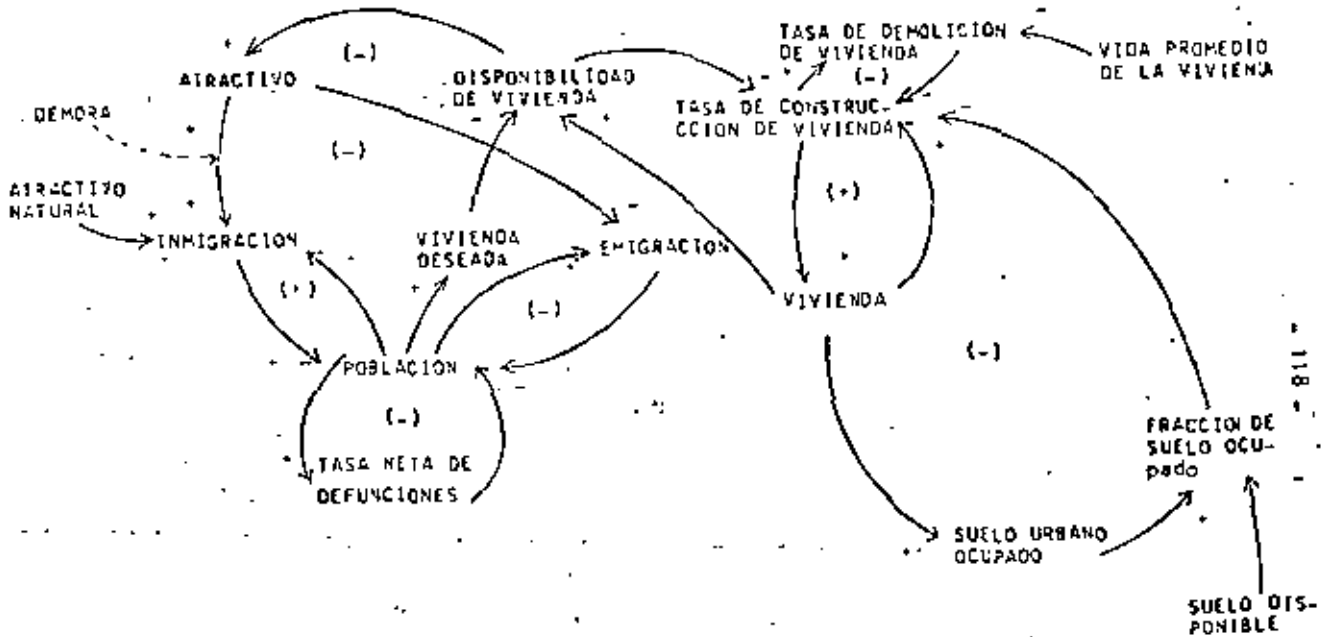 TASA DE DEMOLICION
DE VIVIENDA
VIDA PROMEDIO
DE LA VIVIENIA
ATRACTIVO
(-)
DISPONIBILIDAD
DE VIVIENDA
(-)
TASA DE CONSTRUC-
CCION DE VIVIENDA
DEMORA
(-)
(+)
ATRACTIVO
NATURAL
INMIGRACION
VIVIENDA
DESEADA
EMIGRACION
(+)
(-)
VIVIENDA
(-)
POBLACION
(-)
TASA NETA DE
DEFUNCIONES
FRACCION DE
SUELO OCU-
pado
SUELO URBANO
OCUPADO
SUELO DIS-
PONIBLE
- 118 -